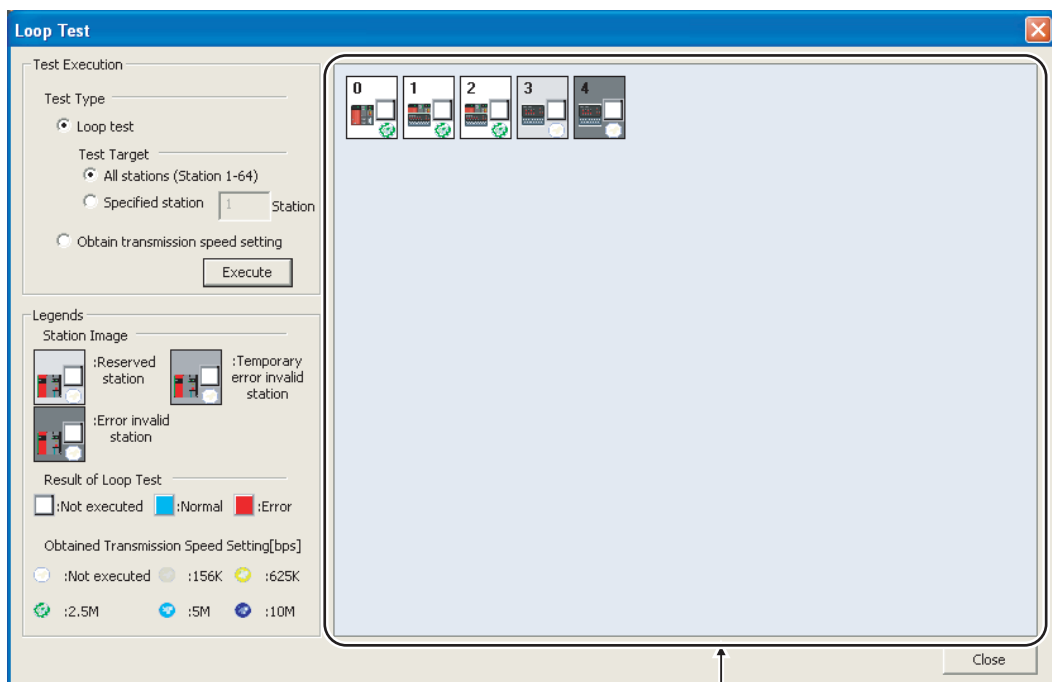 Loop Test
Test Execution
Test Type
Loop test
Test Target
All stations (Station 1-64)
Specified station 1 Station
Obtain transmission speed setting
Execute
Legends
Station Image
:Reserved station
:Temporary error invalid station
:Error invalid station
Result of Loop Test
:Not executed :Normal :Error
Obtained Transmission Speed Setting[bps]
:Not executed :156K :625K
:2.5M :5M :10M
0 1 2 3 4
Close